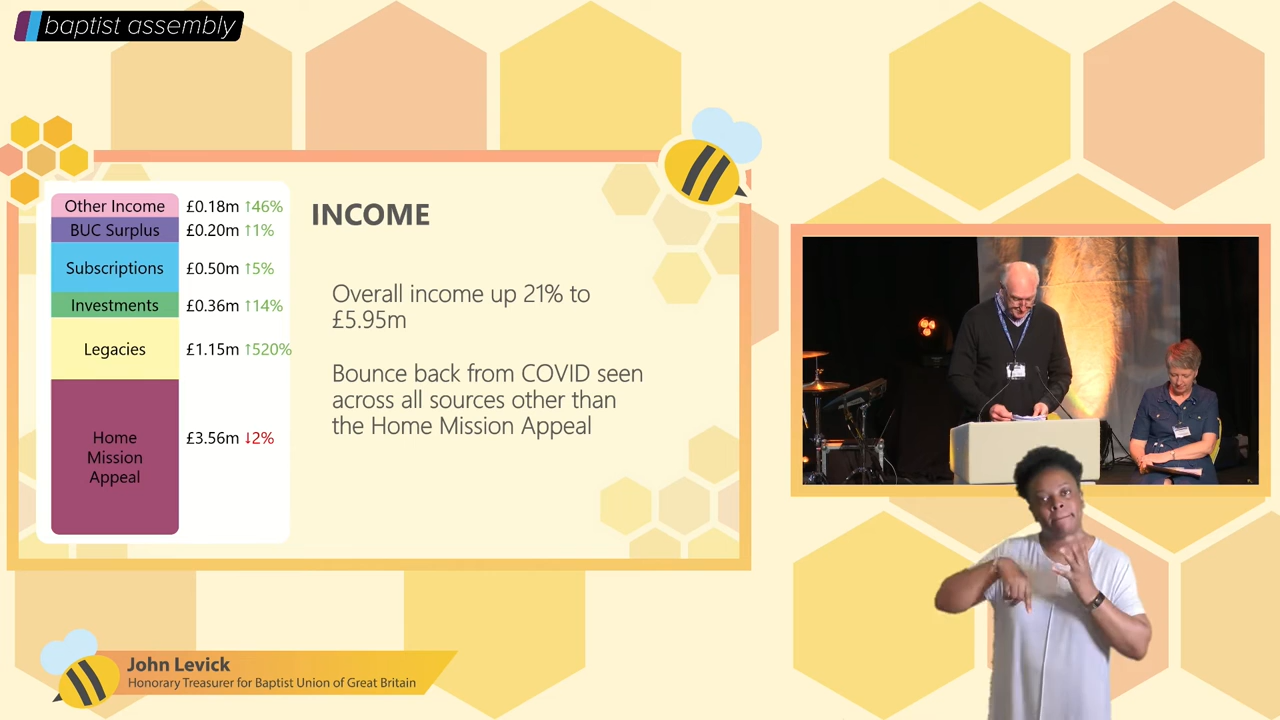 baptist assembly
Other Income £0.18m ↑46%
BUC Surplus £0.20m ↑1%
Subscriptions £0.50m ↑5%
Investments £0.36m ↑14%
Legacies £1.15m ↑520%
Home
Mission
Appeal
£3.56m ↓2%
INCOME
Overall income up 21% to
£5.95m
Bounce back from COVID seen
across all sources other than
the Home Mission Appeal
John Levick
Honorary Treasurer for Baptist Union of Great Britain